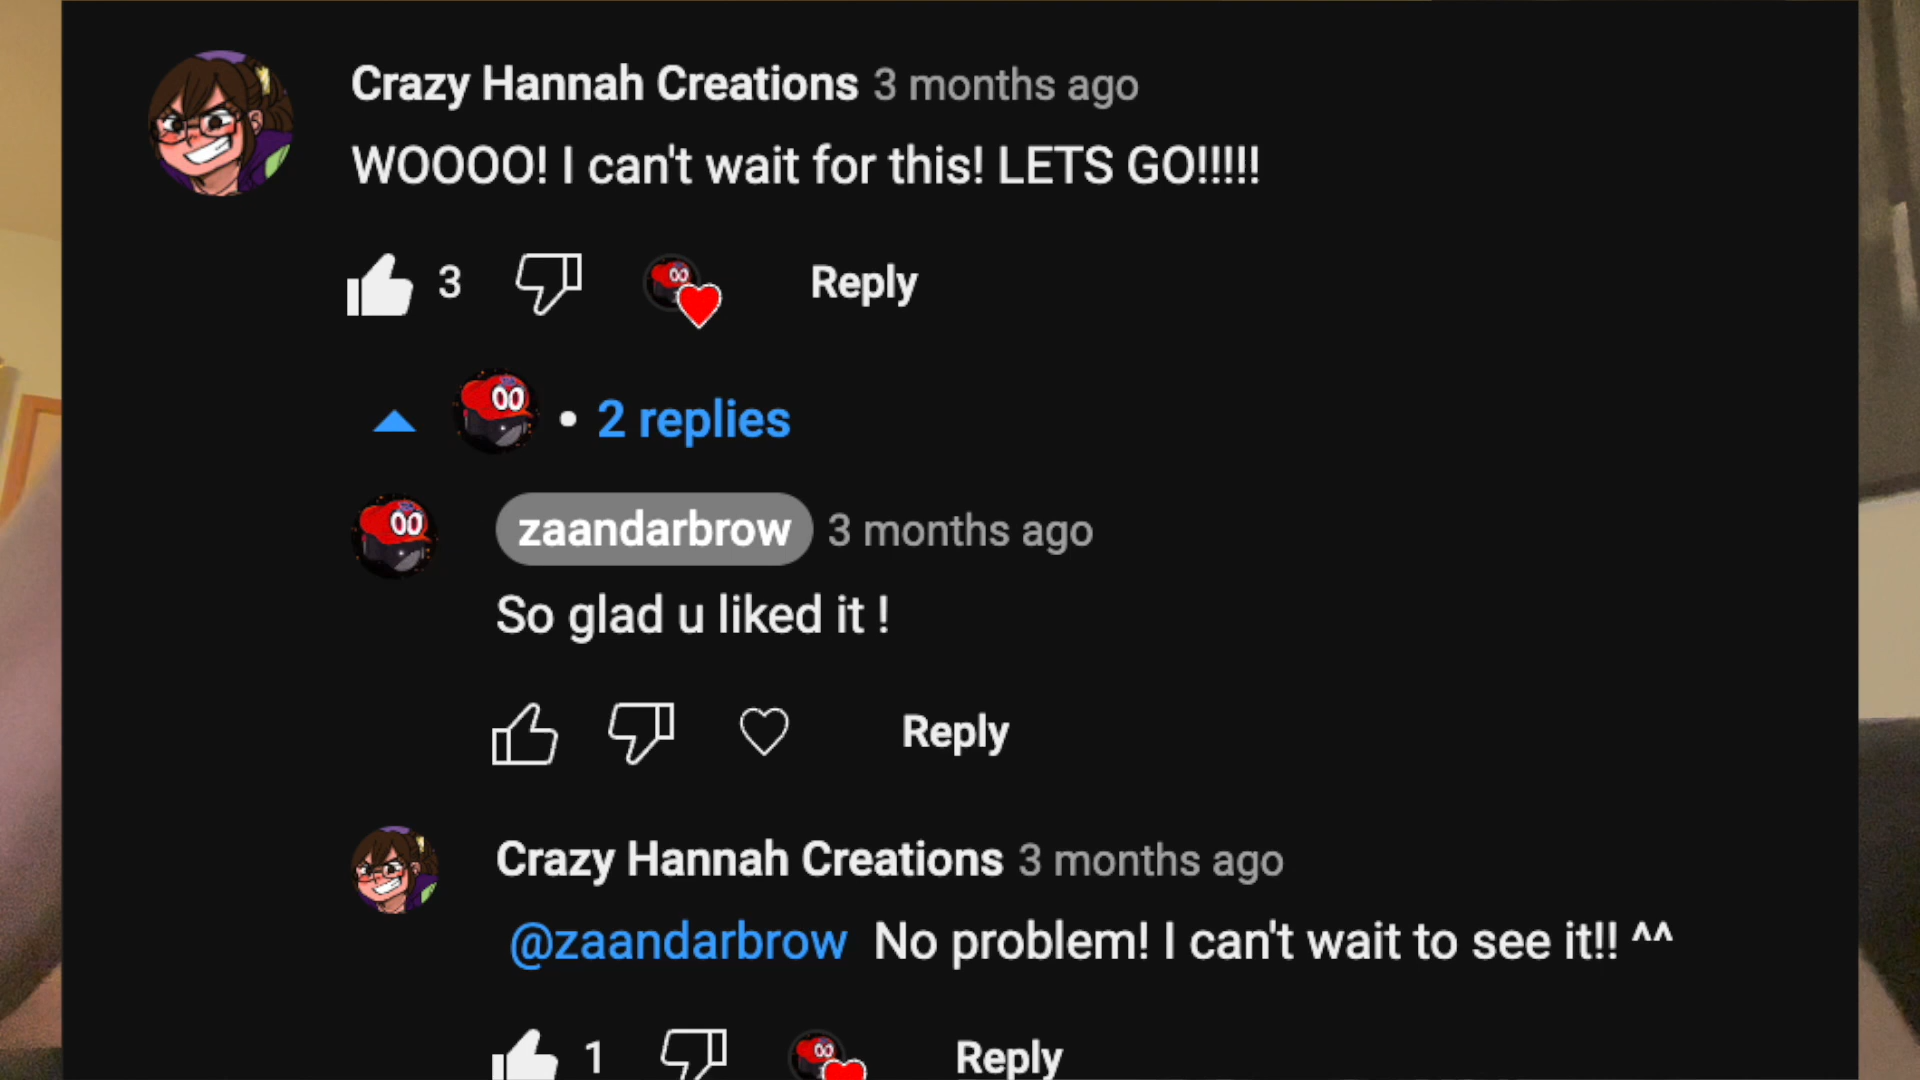 Crazy Hannah Creations 3 months ago
WOOOO! I can't wait for this! LETS GO!!!!!
3 Reply
• 2 replies
zaandarbrow 3 months ago
So glad u liked it !
Reply
Crazy Hannah Creations 3 months ago
@zaandarbrow No problem! I can't wait to see it!! ^^
1 Reply